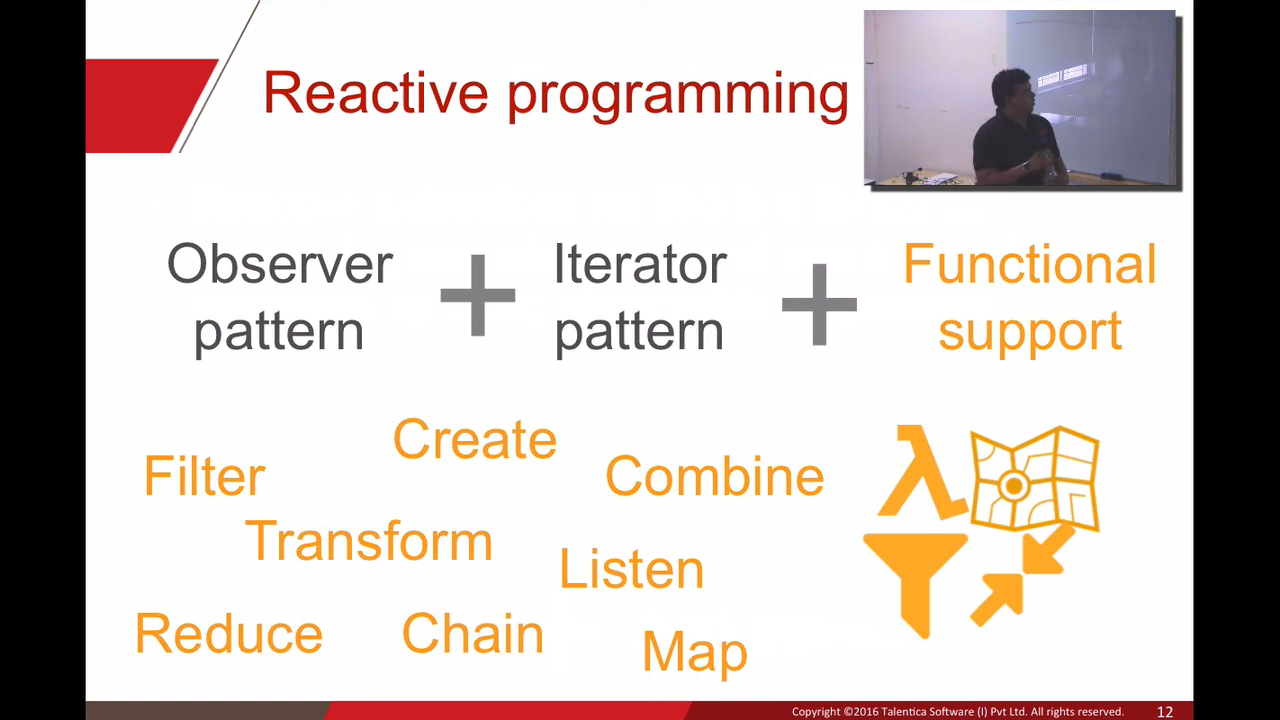 Reactive programming
Observer
pattern
+
Iterator
pattern
+
Functional
support
Create
Filter
Combine
Transform
Listen
Reduce
Chain
Map
λ
Copyright ©2016 Talentica Software (I) Pvt Ltd. All rights reserved.
12